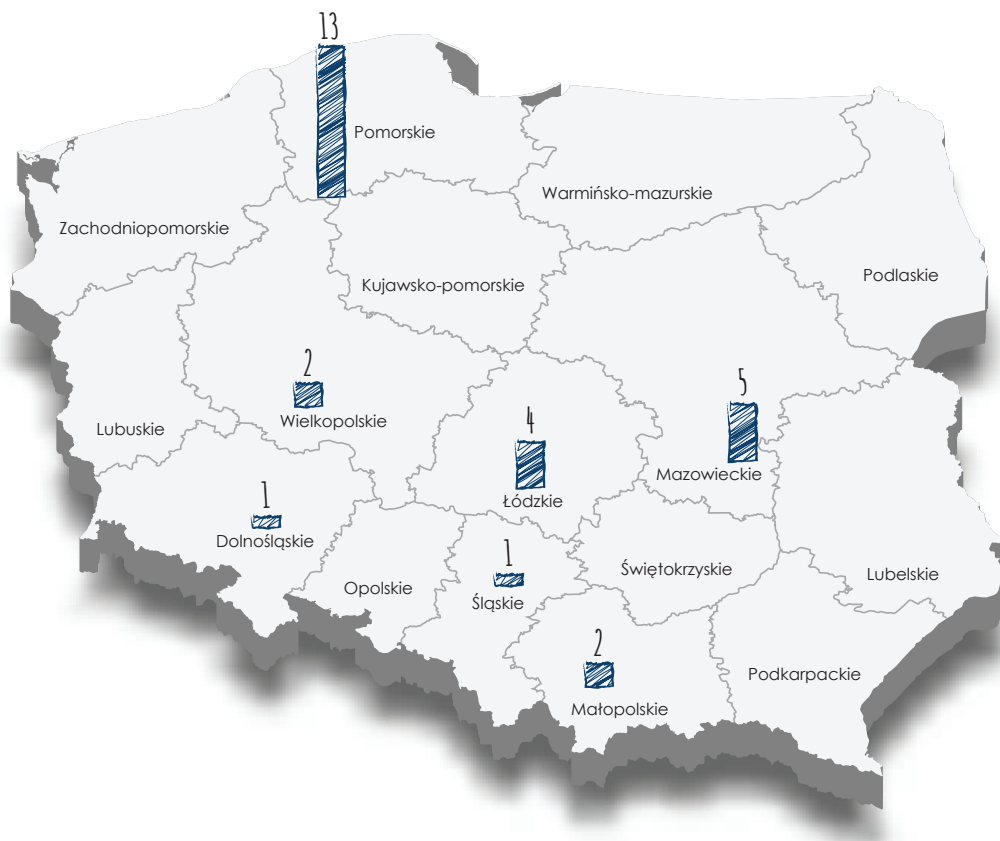 13
Pomorskie
Warmińsko-mazurskie
Zachodniopomorskie
Podlaskie
Kujawsko-pomorskie
2
Wielkopolskie
5
Mazowieckie
4
Łódzkie
Lubuskie
1
Dolnośląskie
1
Śląskie
Opolskie
Świętokrzyskie
Lubelskie
2
Małopolskie
Podkarpackie